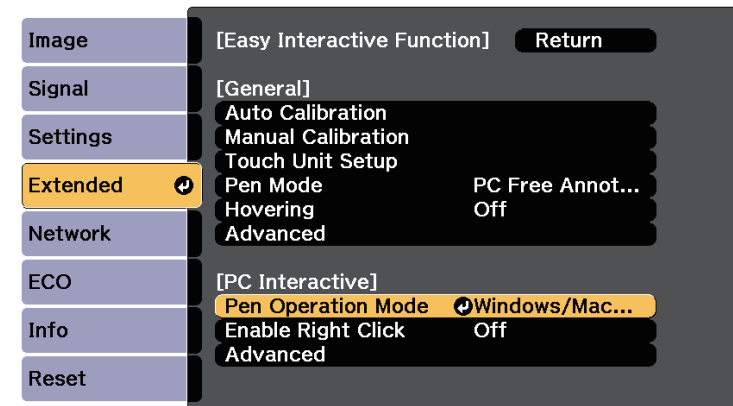 Image
Signal
Settings
Extended
Network
ECO
Info
Reset
[Easy Interactive Function] Return
[General]
Auto Calibration
Manual Calibration
Touch Unit Setup
Pen Mode PC Free Annot...
Hovering Off
Advanced
[PC Interactive]
Pen Operation Mode Windows/Mac...
Enable Right Click Off
Advanced